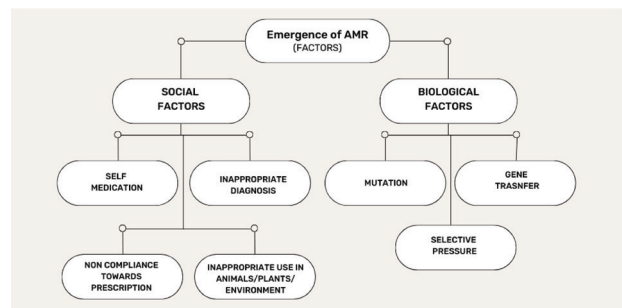 Emergence of AMR
(FACTORS)
SOCIAL
FACTORS
BIOLOGICAL
FACTORS
SELF
MEDICATION
INAPPROPRIATE
DIAGNOSIS
MUTATION
GENE
TRASNFER
NON COMPLIANCE
TOWARDS
PRESCRIPTION
INAPPROPRIATE USE IN
ANIMALS/PLANTS/
ENVIRONMENT
SELECTIVE
PRESSURE